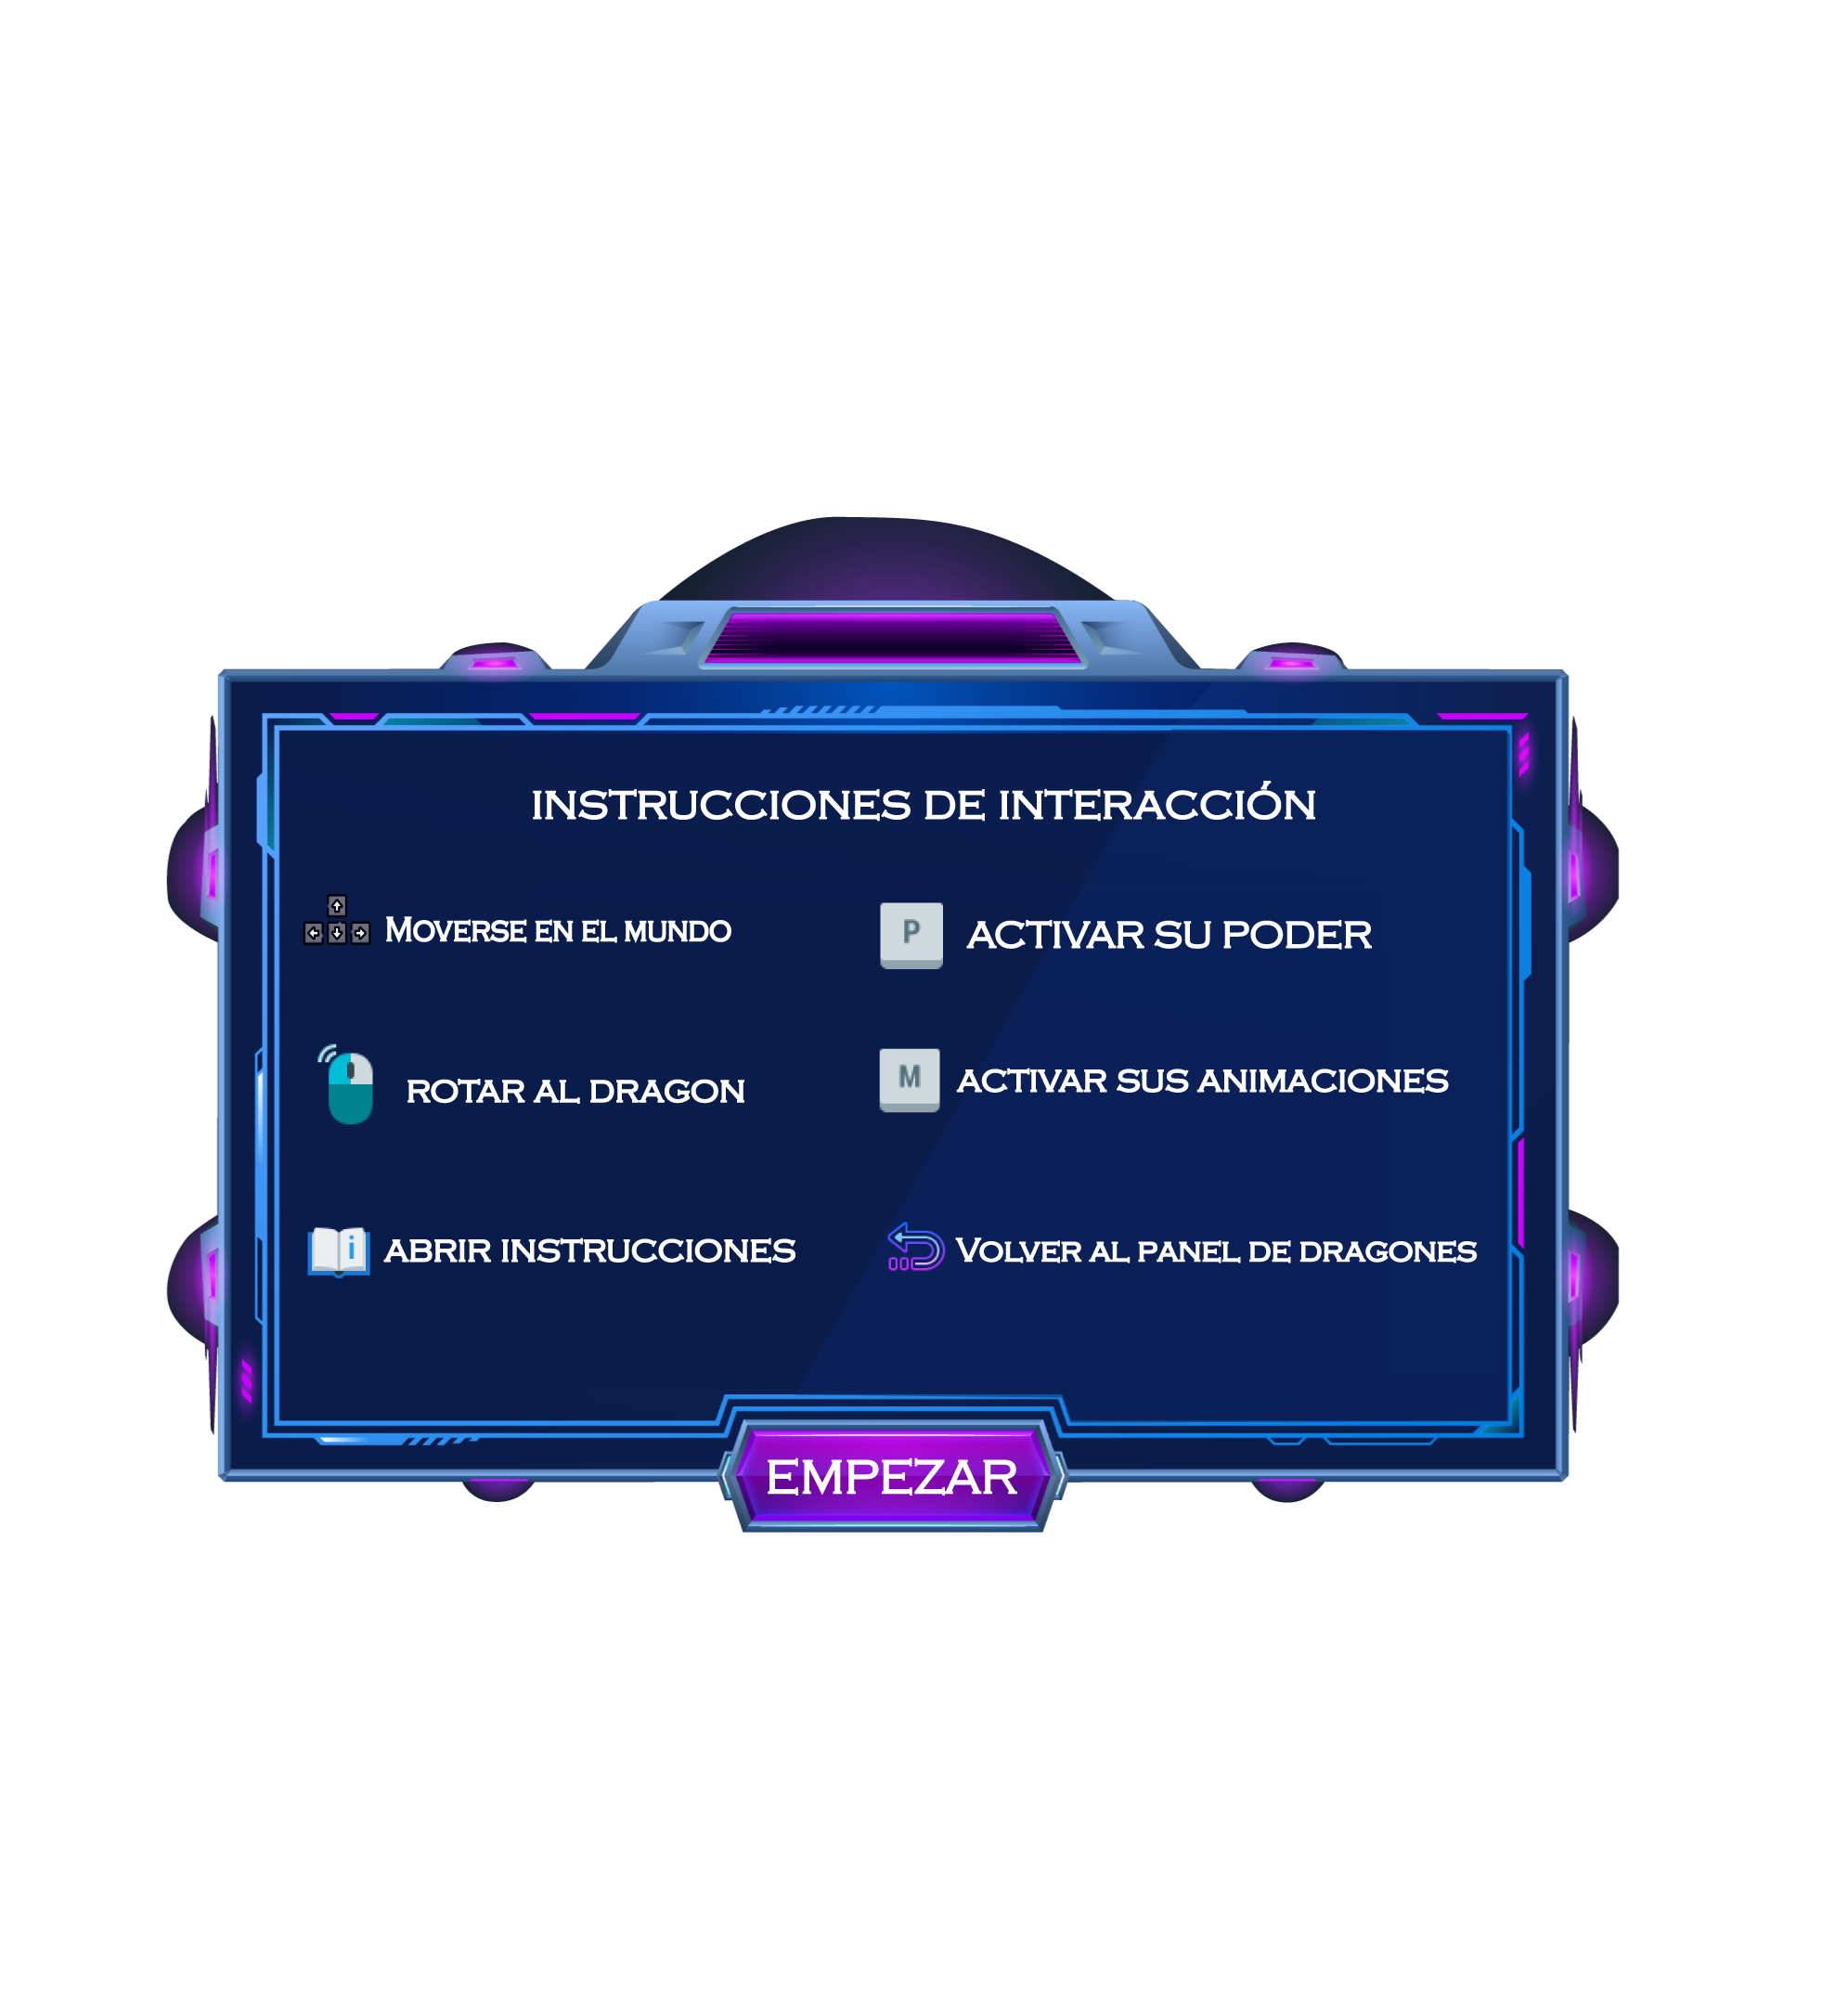 INSTRUCCIONES DE INTERACCIÓN
MOVERSE EN EL MUNDO
P ACTIVAR SU PODER
ROTAR AL DRAGON
M ACTIVAR SUS ANIMACIONES
i ABRIR INSTRUCCIONES
VOLVER AL PANEL DE DRAGONES
EMPEZAR